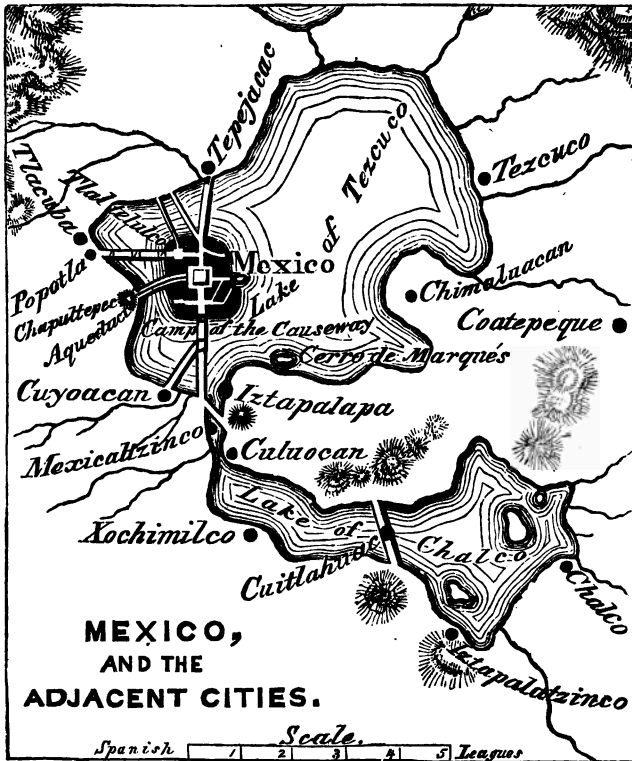 Tepejacac
Tlacuba
Tlaltelulco
Lake of Tezcuco
Tezcuco
Popotla
Mexico
Chimaluacan
Chapultepec
Aqueduct
Camp of the Causeway
Coatepeque
Cerro de Marqués
Cuyoacan
Iztapalapa
Mexicaltzinco
Culuocan
Lake of Chalco
Xochimilco
Cuitlahuac
Chalco
Iztapalatzinco
MEXICO,
AND THE
ADJACENT CITIES.
Scale.
Spanish 1 2 3 4 5 Leagues